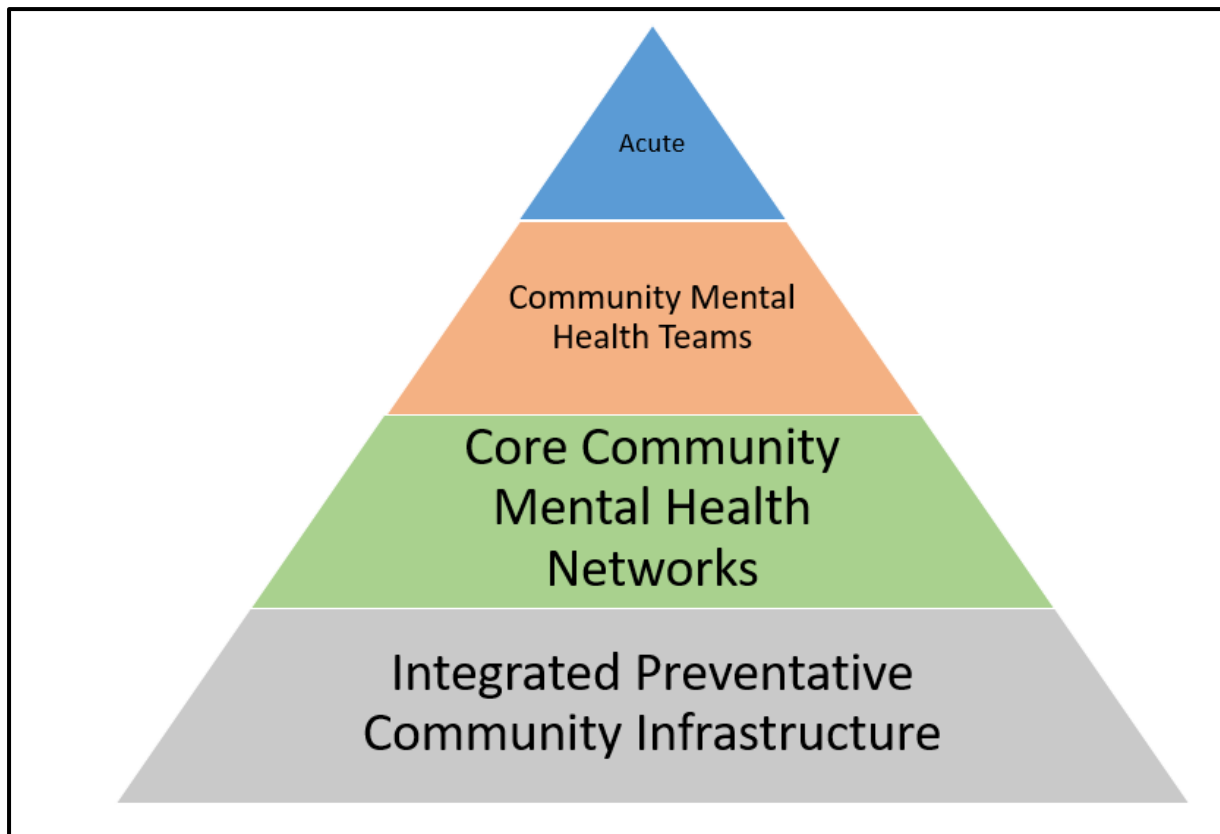 Acute
Community Mental
Health Teams
Core Community
Mental Health
Networks
Integrated Preventative
Community Infrastructure